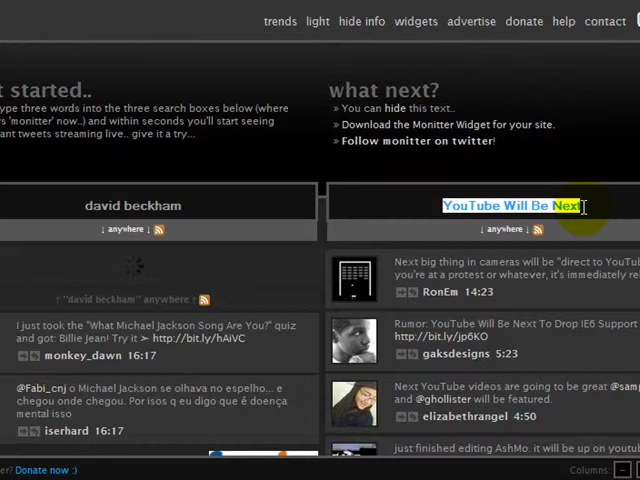 trends light hide info widgets advertise donate help contact
t started..
ype three words into the three search boxes below (where
ys 'monitter' now..) and within seconds you'll start seeing
ant tweets streaming live.. give it a try...
what next?
» You can hide this text..
» Download the Monitter Widget for your site.
» Follow monitter on twitter!
david beckham
↓ anywhere ↓
↑ "david beckham" anywhere ↑
I just took the "What Michael Jackson Song Are You?" quiz
and got: Billie Jean! Try it ➣ http://bit.ly/hAiVC
monkey_dawn 16:17
@Fabi_cnj o Michael Jackson se olhava no espelho... e
chegou onde chegou. Por isos q eu digo que é doença
mental isso
iserhard 16:17
YouTube Will Be Next
↓ anywhere ↓
Next big thing in cameras will be "direct to YouTu
you're at a protest or whatever, it's immediately re
RonEm 14:23
Rumor: YouTube Will Be Next To Drop IE6 Support
http://bit.ly/jp6KO
gaksdesigns 5:23
Next YouTube videos are going to be great @sam
and @ghollister will be featured.
elizabethrangel 4:50
just finished editing AshMo. it will be up on youtu
er? Donate now :)
Columns: −